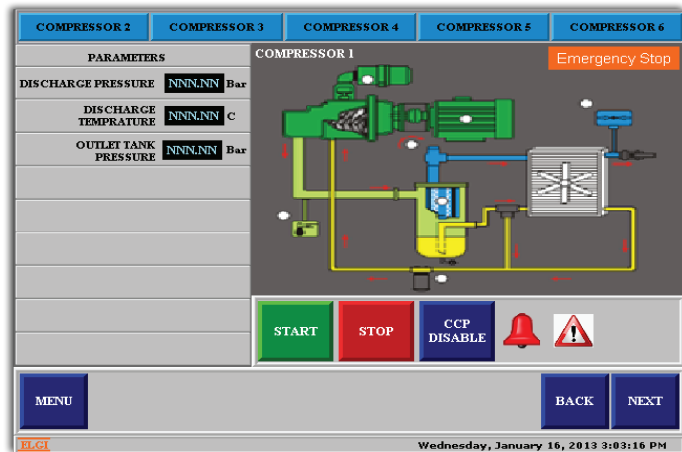 COMPRESSOR 2
COMPRESSOR 3
COMPRESSOR 4
COMPRESSOR 5
COMPRESSOR 6
PARAMETERS
COMPRESSOR 1
Emergency Stop
DISCHARGE PRESSURE NNN.NN Bar
DISCHARGE
TEMPRATURE NNN.NN C
OUTLET TANK
PRESSURE NNN.NN Bar
START
STOP
CCP
DISABLE
MENU
BACK
NEXT
ELGI
Wednesday, January 16, 2013 3:03:16 PM